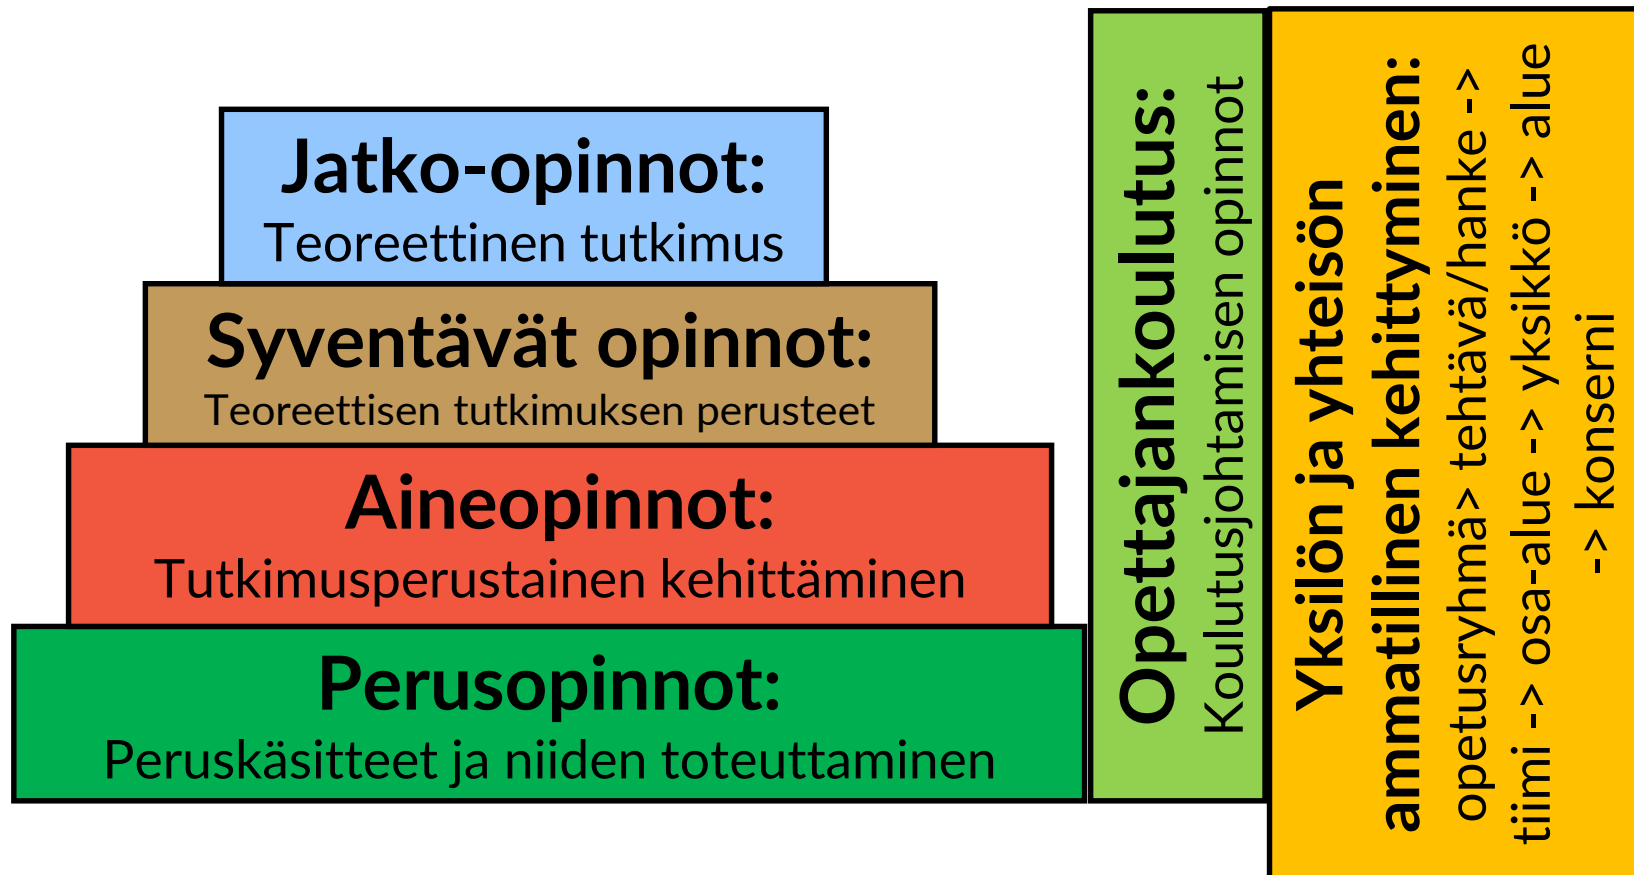 Jatko-opinnot:
Teoreettinen tutkimus
Syventävät opinnot:
Teoreettisen tutkimuksen perusteet
Aineopinnot:
Tutkimusperustainen kehittäminen
Perusopinnot:
Peruskäsitteet ja niiden toteuttaminen
Opettajankoulutus:
Koulutusjohtamisen opinnot
Yksilön ja yhteisön
ammatillinen kehittyminen:
opetusryhmä> tehtävä/hanke ->
tiimi -> osa-alue -> yksikkö -> alue
-> konserni